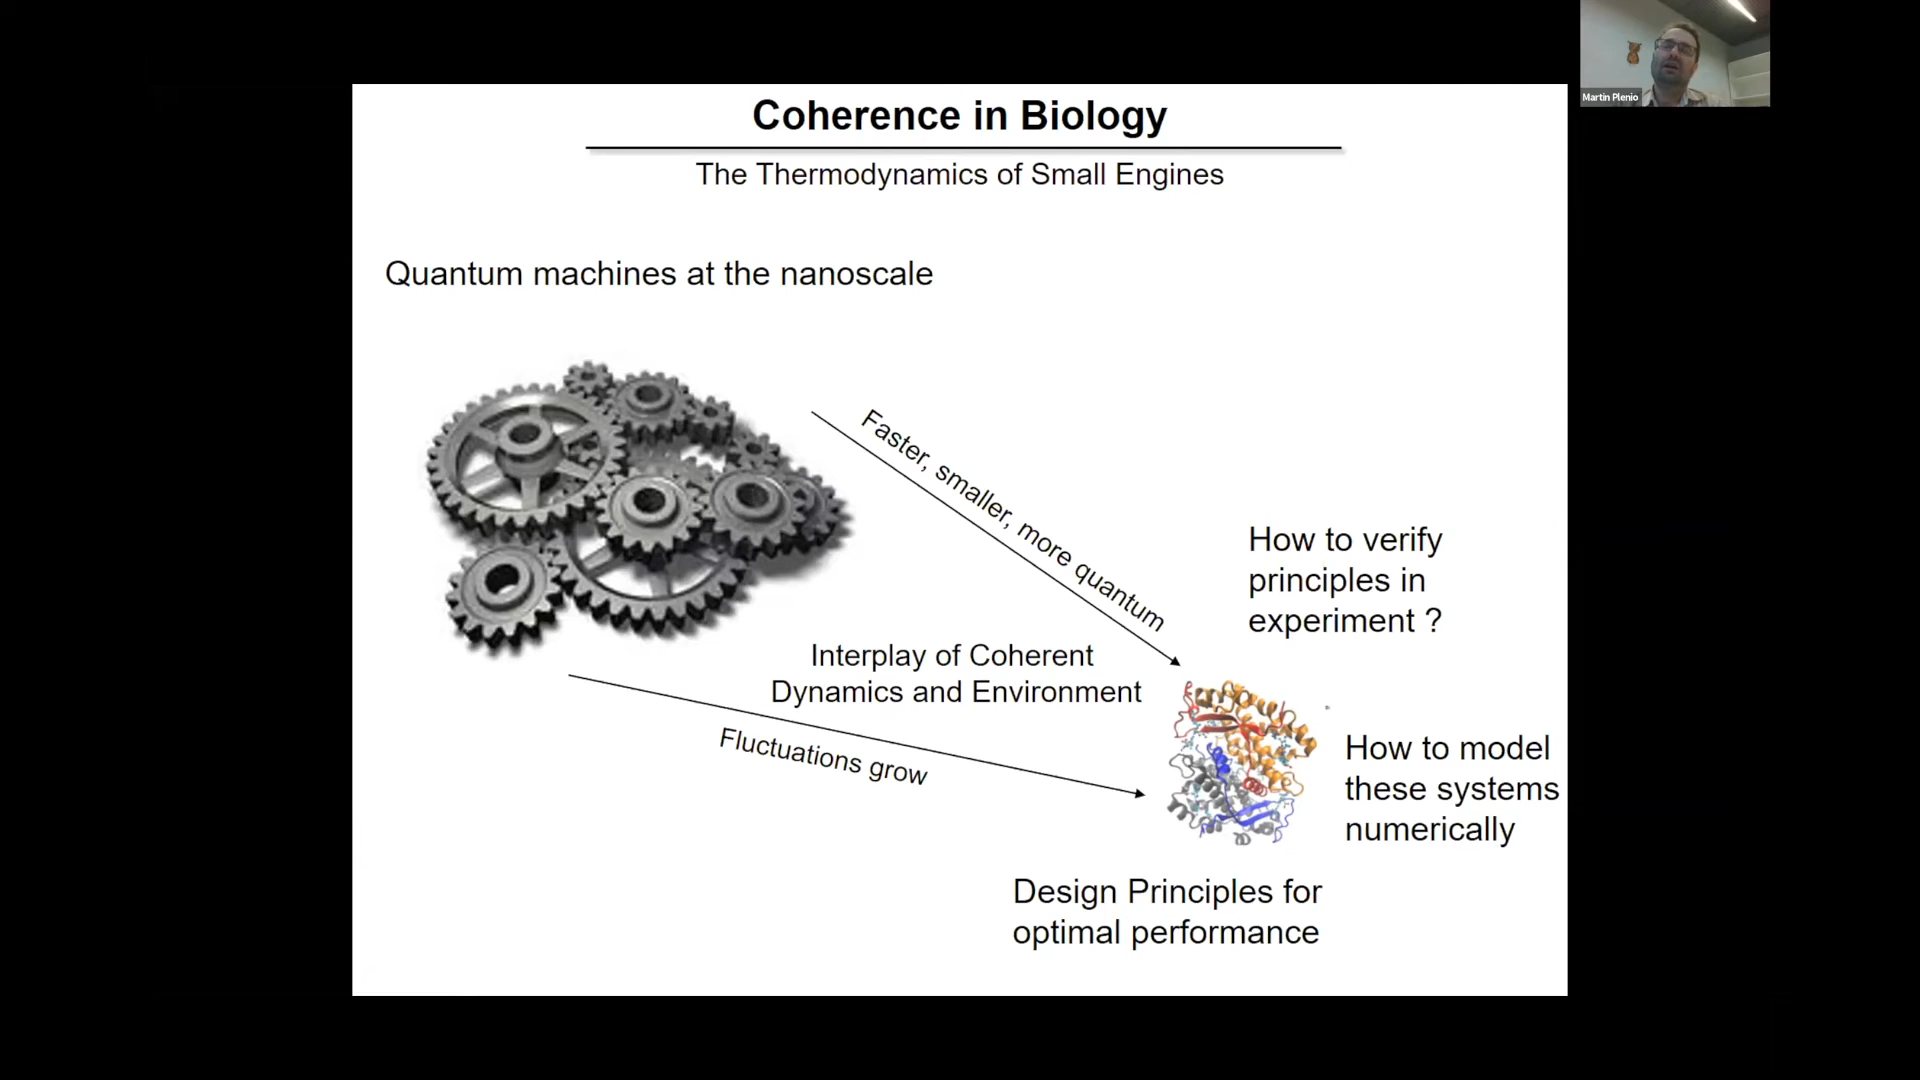 Martin Plenio
Coherence in Biology
The Thermodynamics of Small Engines
Quantum machines at the nanoscale
Faster, smaller, more quantum
How to verify
principles in
experiment ?
Interplay of Coherent
Dynamics and Environment
Fluctuations grow
How to model
these systems
numerically
Design Principles for
optimal performance